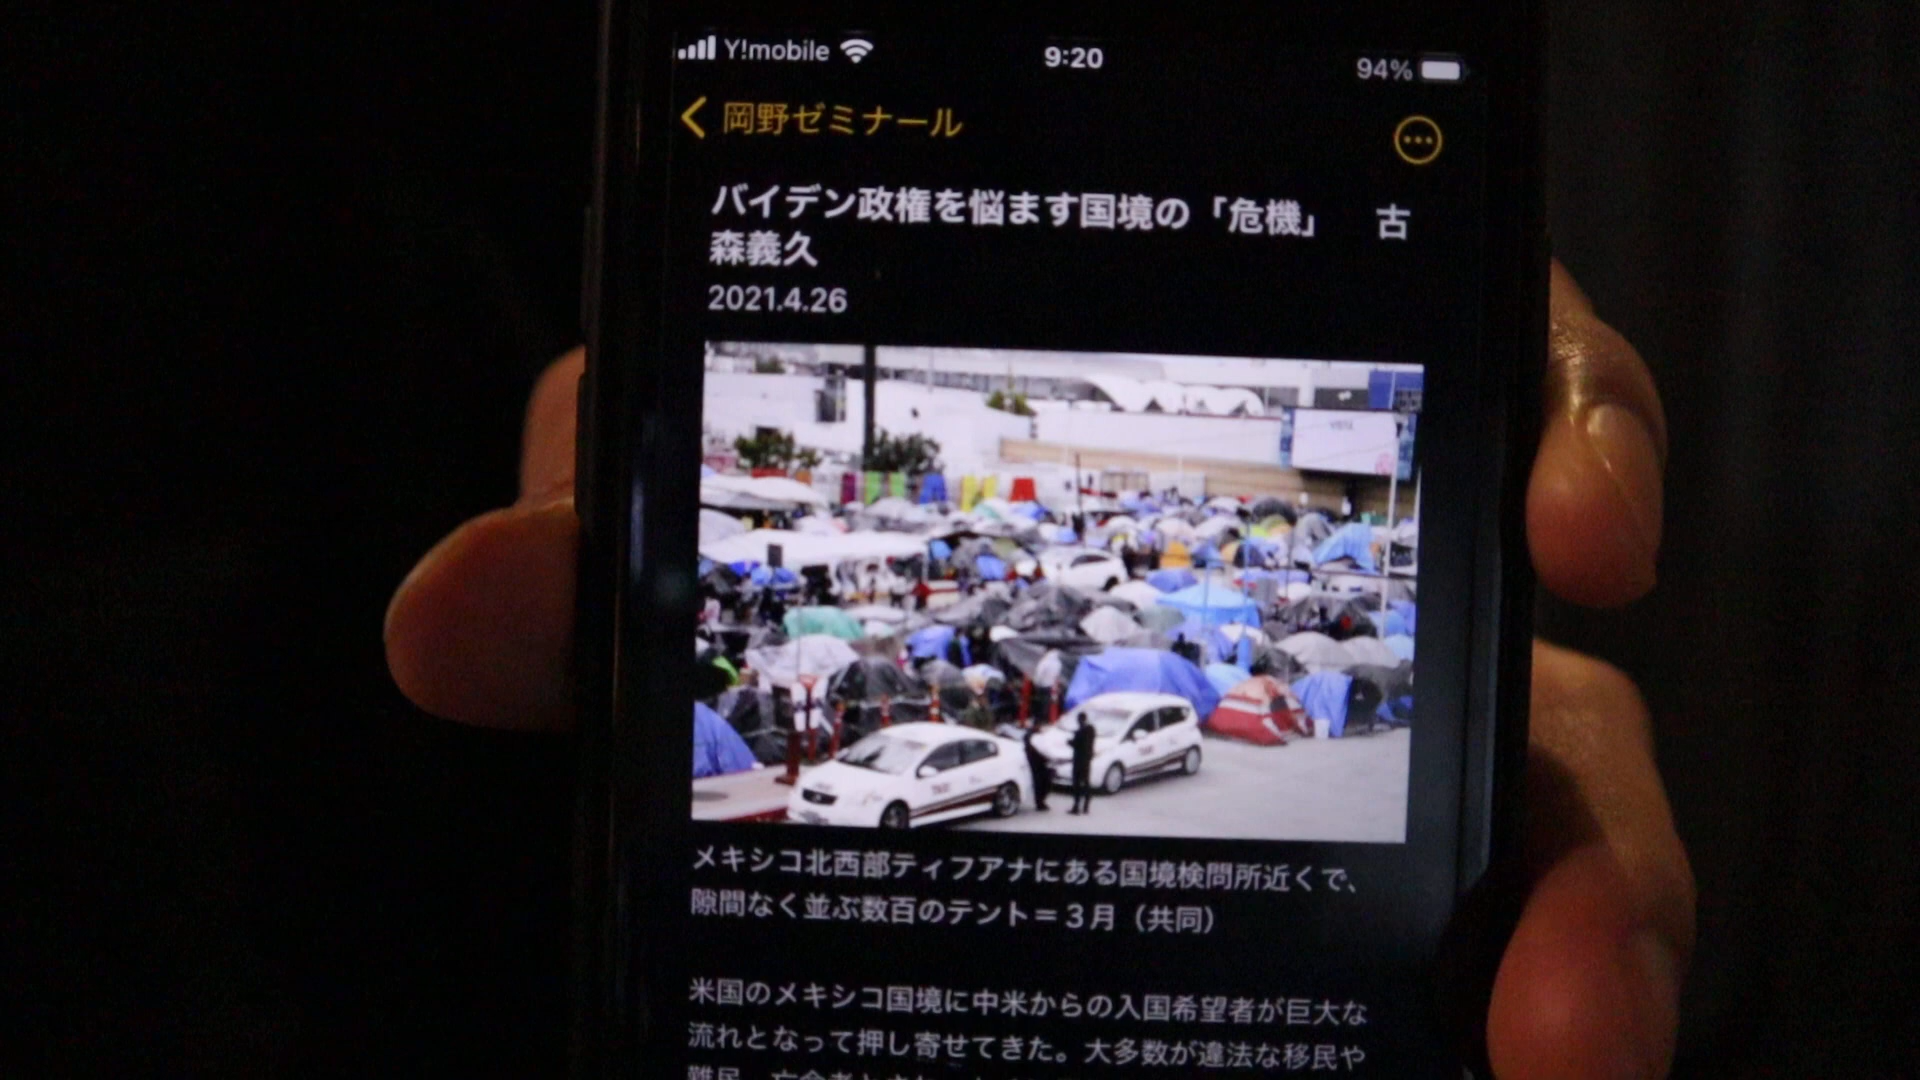 Y!mobile 9:20 94%
岡野ゼミナール
バイデン政権を悩ます国境の「危機」 古
森義久
2021.4.26
メキシコ北西部ティフアナにある国境検問所近くで、
隙間なく並ぶ数百のテント＝３月（共同）
米国のメキシコ国境に中米からの入国希望者が巨大な
流れとなって押し寄せてきた。大多数が違法な移民や